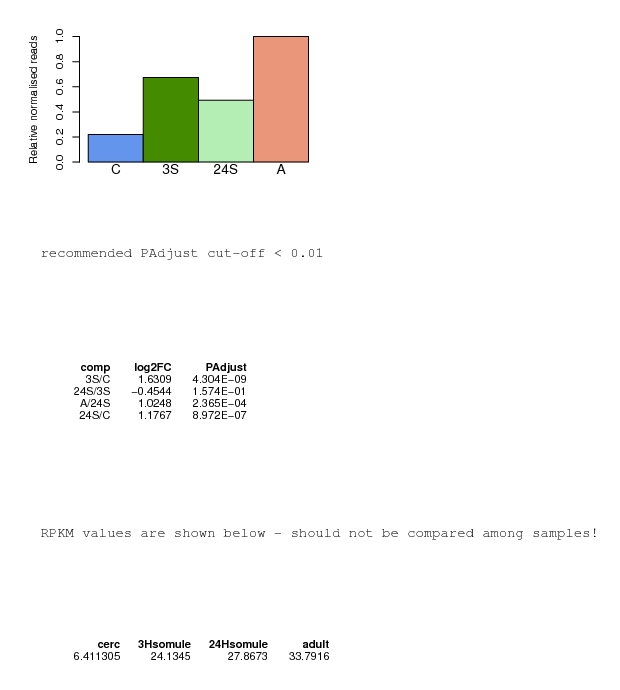 Relative normalised reads
1.0
0.8
0.6
0.4
0.2
0.0
C 3S 24S A
recommended PAdjust cut-off < 0.01
comp log2FC PAdjust
3S/C 1.6309 4.304E−09
24S/3S −0.4544 1.574E−01
A/24S 1.0248 2.365E−04
24S/C 1.1767 8.972E−07
RPKM values are shown below - should not be compared among samples!
cerc 3Hsomule 24Hsomule adult
6.411305 24.1345 27.8673 33.7916